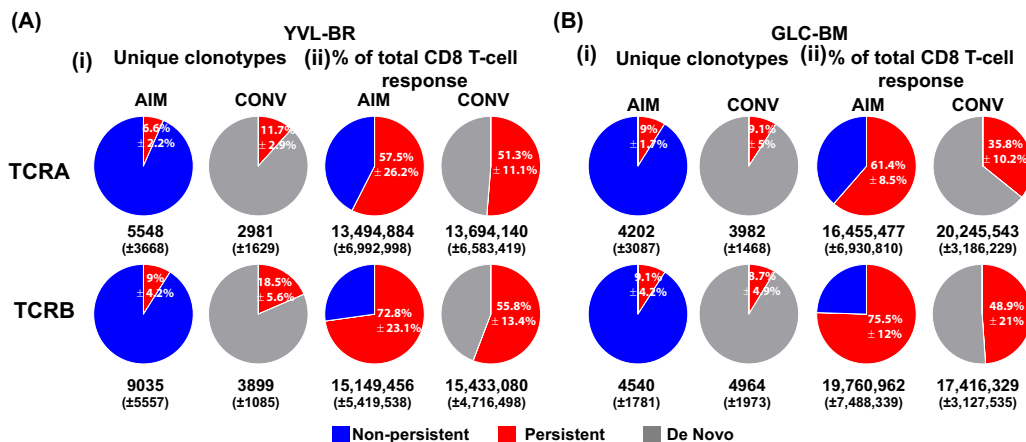 (A)
YVL-BR
(i) Unique clonotypes
(ii)% of total CD8 T-cell
response
AIM
CONV
AIM
CONV
TCRA
6.6%
± 2.2%
11.7%
± 2.9%
57.5%
± 26.2%
51.3%
± 11.1%
5548
(±3668)
2981
(±1629)
13,494,884
(±6,992,998)
13,694,140
(±6,583,419)
TCRB
9%
± 4.2%
18.5%
± 5.6%
72.8%
± 23.1%
55.8%
± 13.4%
9035
(±5557)
3899
(±1085)
15,149,456
(±5,419,538)
15,433,080
(±4,716,498)
(B)
GLC-BM
(i) Unique clonotypes
(ii)% of total CD8 T-cell
response
AIM
CONV
AIM
CONV
9%
± 1.7%
9.1%
± 5%
61.4%
± 8.5%
35.8%
± 10.2%
4202
(±3087)
3982
(±1468)
16,455,477
(±6,930,810)
20,245,543
(±3,186,229)
9.1%
± 4.2%
8.7%
± 4.9%
75.5%
± 12%
48.9%
± 21%
4540
(±1781)
4964
(±1973)
19,760,962
(±7,488,339)
17,416,329
(±3,127,535)
Non-persistent
Persistent
De Novo